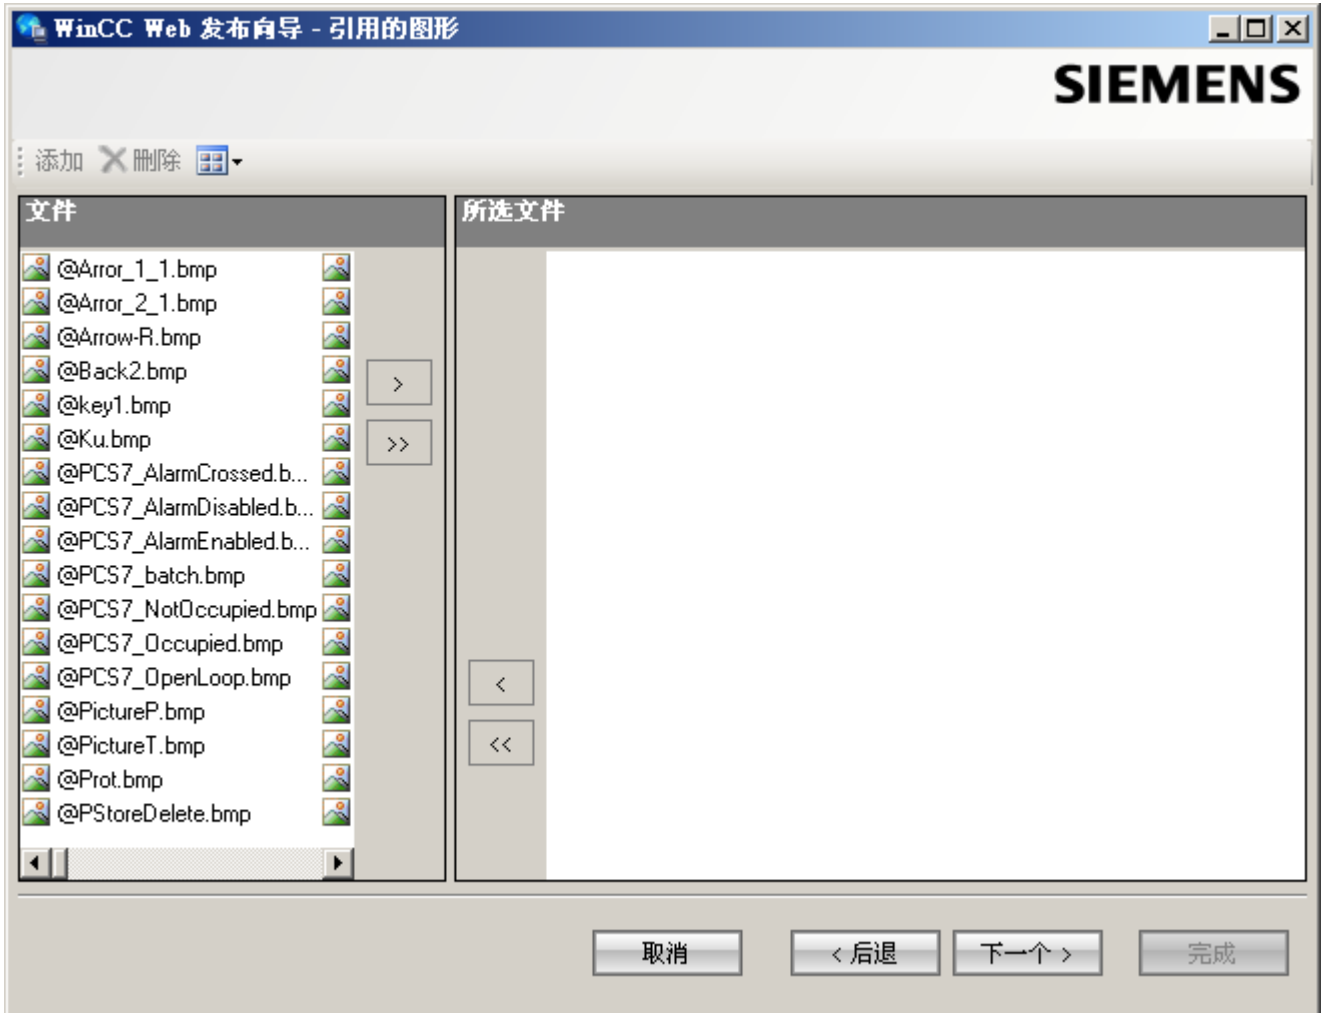 WinCC Web 发布向导 - 引用的图形
SIEMENS
添加 删除
文件
所选文件
@Arror_1_1.bmp
@Arror_2_1.bmp
@Arrow-R.bmp
@Back2.bmp
@key1.bmp
@Ku.bmp
@PCS7_AlarmCrossed.b...
@PCS7_AlarmDisabled.b...
@PCS7_AlarmEnabled.b...
@PCS7_batch.bmp
@PCS7_NotOccupied.bmp
@PCS7_Occupied.bmp
@PCS7_OpenLoop.bmp
@PictureP.bmp
@PictureT.bmp
@Prot.bmp
@PStoreDelete.bmp
>
>>
<
<<
取消
< 后退
下一个 >
完成